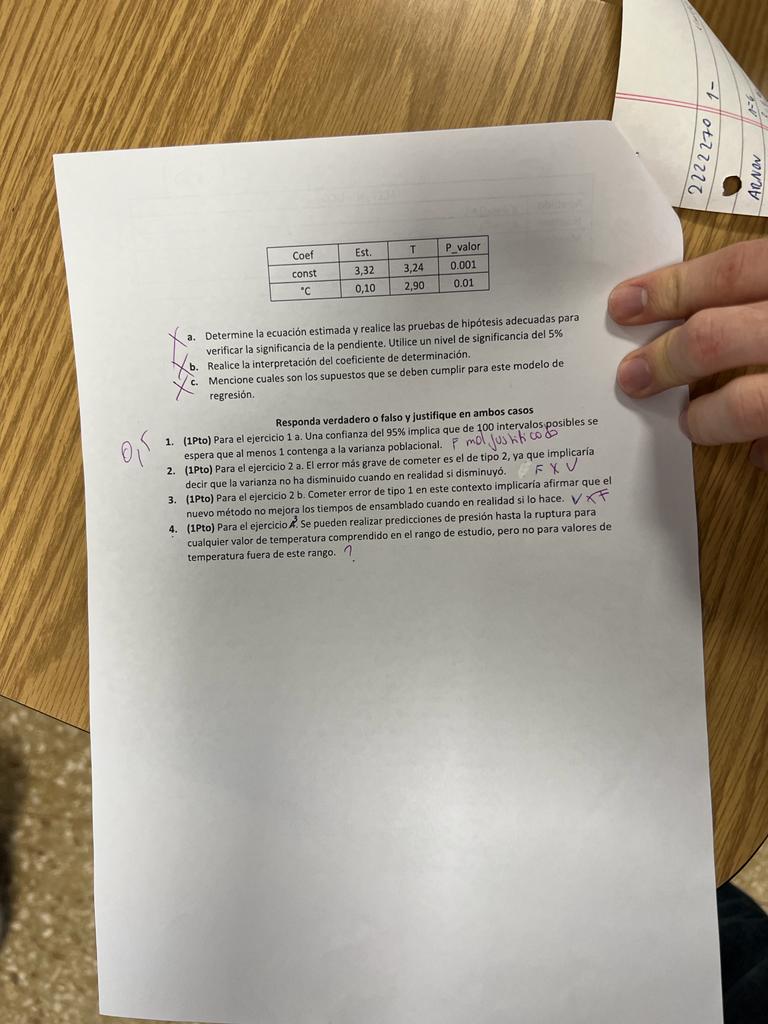 2222270 1-
ARNOV
Coef Est. T P_valor
const 3,32 3,24 0.001
°C 0,10 2,90 0.01
a. Determine la ecuación estimada y realice las pruebas de hipótesis adecuadas para
verificar la significancia de la pendiente. Utilice un nivel de significancia del 5%
b. Realice la interpretación del coeficiente de determinación.
c. Mencione cuales son los supuestos que se deben cumplir para este modelo de
regresión.
Responda verdadero o falso y justifique en ambos casos
0,5
1. (1Pto) Para el ejercicio 1 a. Una confianza del 95% implica que de 100 intervalos posibles se
espera que al menos 1 contenga a la varianza poblacional. F mal justificado
2. (1Pto) Para el ejercicio 2 a. El error más grave de cometer es el de tipo 2, ya que implicaría
decir que la varianza no ha disminuido cuando en realidad si disminuyó. F X V
3. (1Pto) Para el ejercicio 2 b. Cometer error de tipo 1 en este contexto implicaría afirmar que el
nuevo método no mejora los tiempos de ensamblado cuando en realidad si lo hace. V X F
4. (1Pto) Para el ejercicio 3. Se pueden realizar predicciones de presión hasta la ruptura para
cualquier valor de temperatura comprendido en el rango de estudio, pero no para valores de
temperatura fuera de este rango. ?